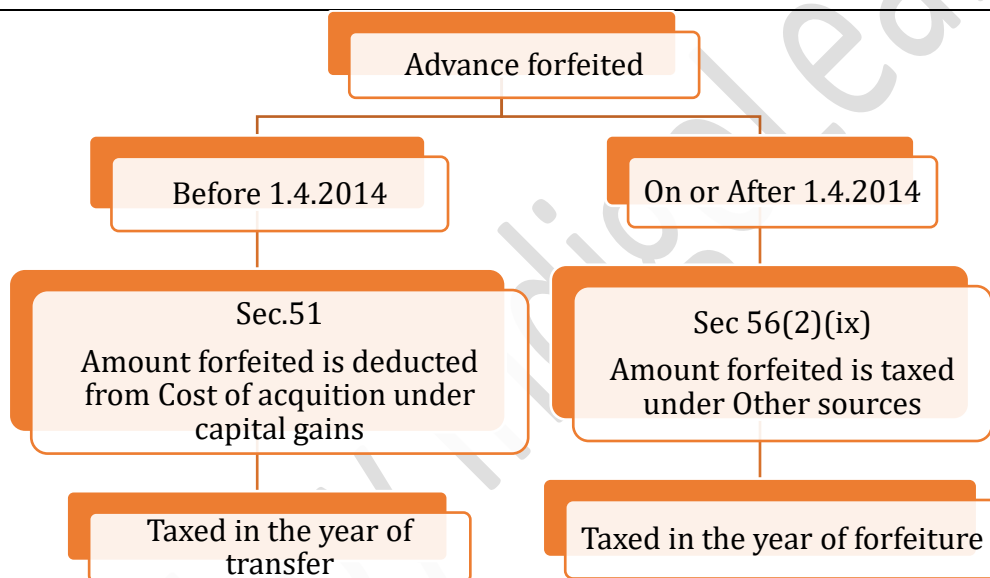 Advance forfeited
Before 1.4.2014
On or After 1.4.2014
Sec.51
Amount forfeited is deducted
from Cost of acqution under
capital gains
Sec 56(2)(ix)
Amount forfeited is taxed
under Other sources
Taxed in the year of
transfer
Taxed in the year of forfeiture